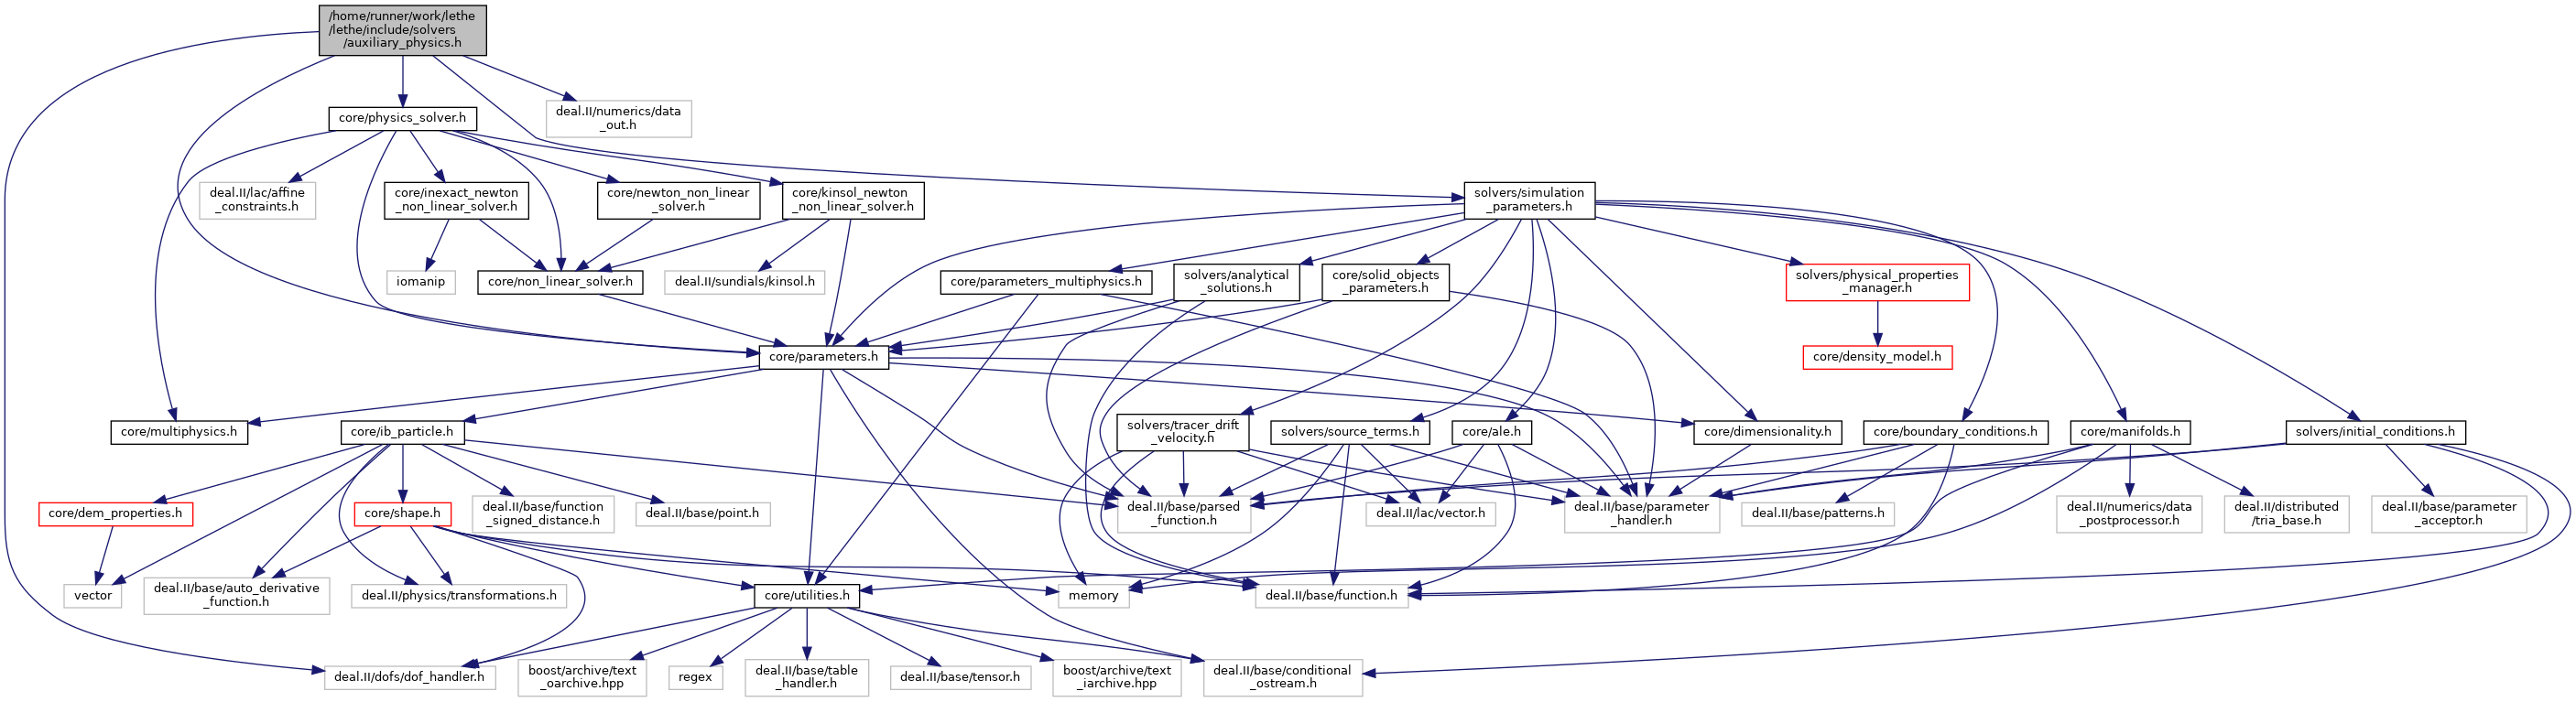 /home/runner/work/lethe
/lethe/include/solvers
/auxiliary_physics.h
deal.II/numerics/data
_out.h
core/physics_solver.h
deal.II/lac/affine
_constraints.h
core/inexact_newton
_non_linear_solver.h
core/newton_non_linear
_solver.h
core/kinsol_newton
_non_linear_solver.h
solvers/simulation
_parameters.h
iomanip
core/non_linear_solver.h
deal.II/sundials/kinsol.h
core/parameters_multiphysics.h
solvers/analytical
_solutions.h
core/solid_objects
_parameters.h
solvers/physical_properties
_manager.h
core/parameters.h
core/density_model.h
core/multiphysics.h
core/ib_particle.h
solvers/tracer_drift
_velocity.h
solvers/source_terms.h
core/ale.h
core/dimensionality.h
core/boundary_conditions.h
core/manifolds.h
solvers/initial_conditions.h
core/dem_properties.h
core/shape.h
deal.II/base/function
_signed_distance.h
deal.II/base/point.h
deal.II/base/parsed
_function.h
deal.II/lac/vector.h
deal.II/base/parameter
_handler.h
deal.II/base/patterns.h
deal.II/numerics/data
_postprocessor.h
deal.II/distributed
/tria_base.h
deal.II/base/parameter
_acceptor.h
vector
deal.II/base/auto_derivative
_function.h
deal.II/physics/transformations.h
core/utilities.h
memory
deal.II/base/function.h
deal.II/dofs/dof_handler.h
boost/archive/text
_oarchive.hpp
regex
deal.II/base/table
_handler.h
deal.II/base/tensor.h
boost/archive/text
_iarchive.hpp
deal.II/base/conditional
_ostream.h